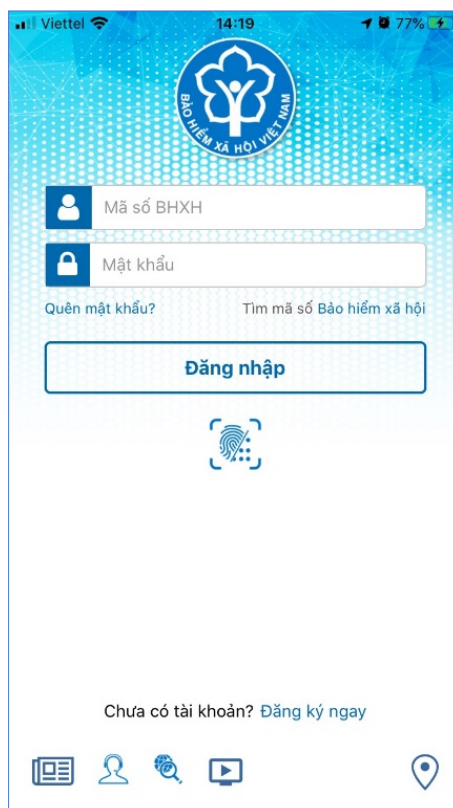 Viettel 14:19 77%
BẢO HIỂM XÃ HỘI VIỆT NAM
Mã số BHXH
Mật khẩu
Quên mật khẩu? Tìm mã số Bảo hiểm xã hội
Đăng nhập
Chưa có tài khoản? Đăng ký ngay